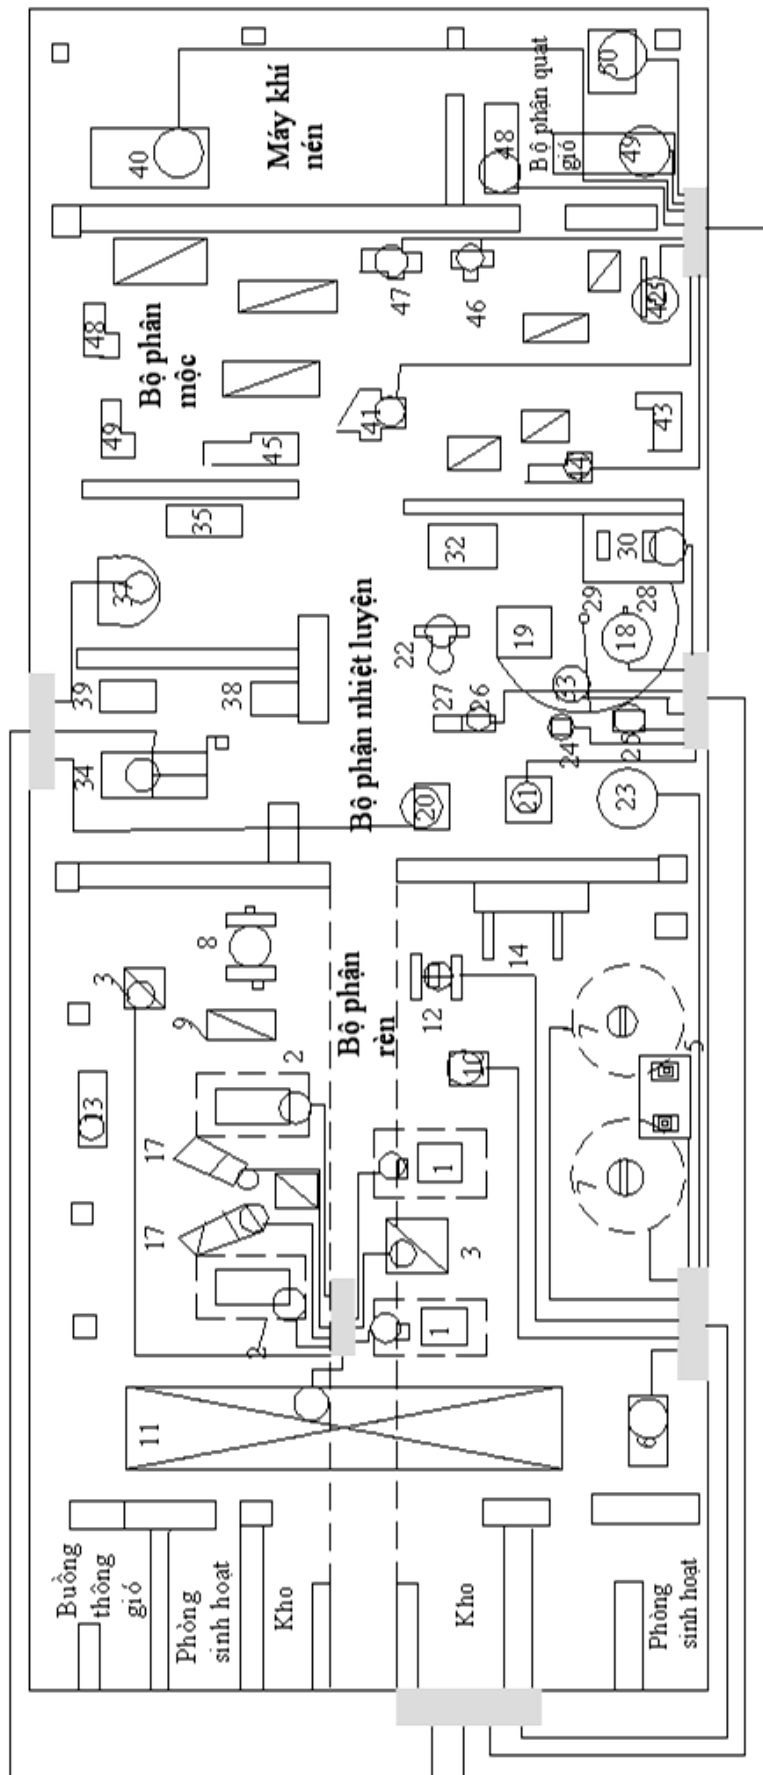 Buồng
thông
gió
Phòng
sinh hoạt
Kho
Kho
Phòng
sinh hoạt
11
6
13
3
17
17
9
8
2
2
Bộ phận
rèn
1
1
3
10
12
14
7
7
5
34
39
38
35
Bộ phận nhiệt luyện
20
27
26
22
32
21
24
19
33
29
23
25
18
28
30
49
48
Bộ phân
mộc
45
41
47
46
44
43
40
Máy khí
nén
48
Bộ phận quat
gió
49
50